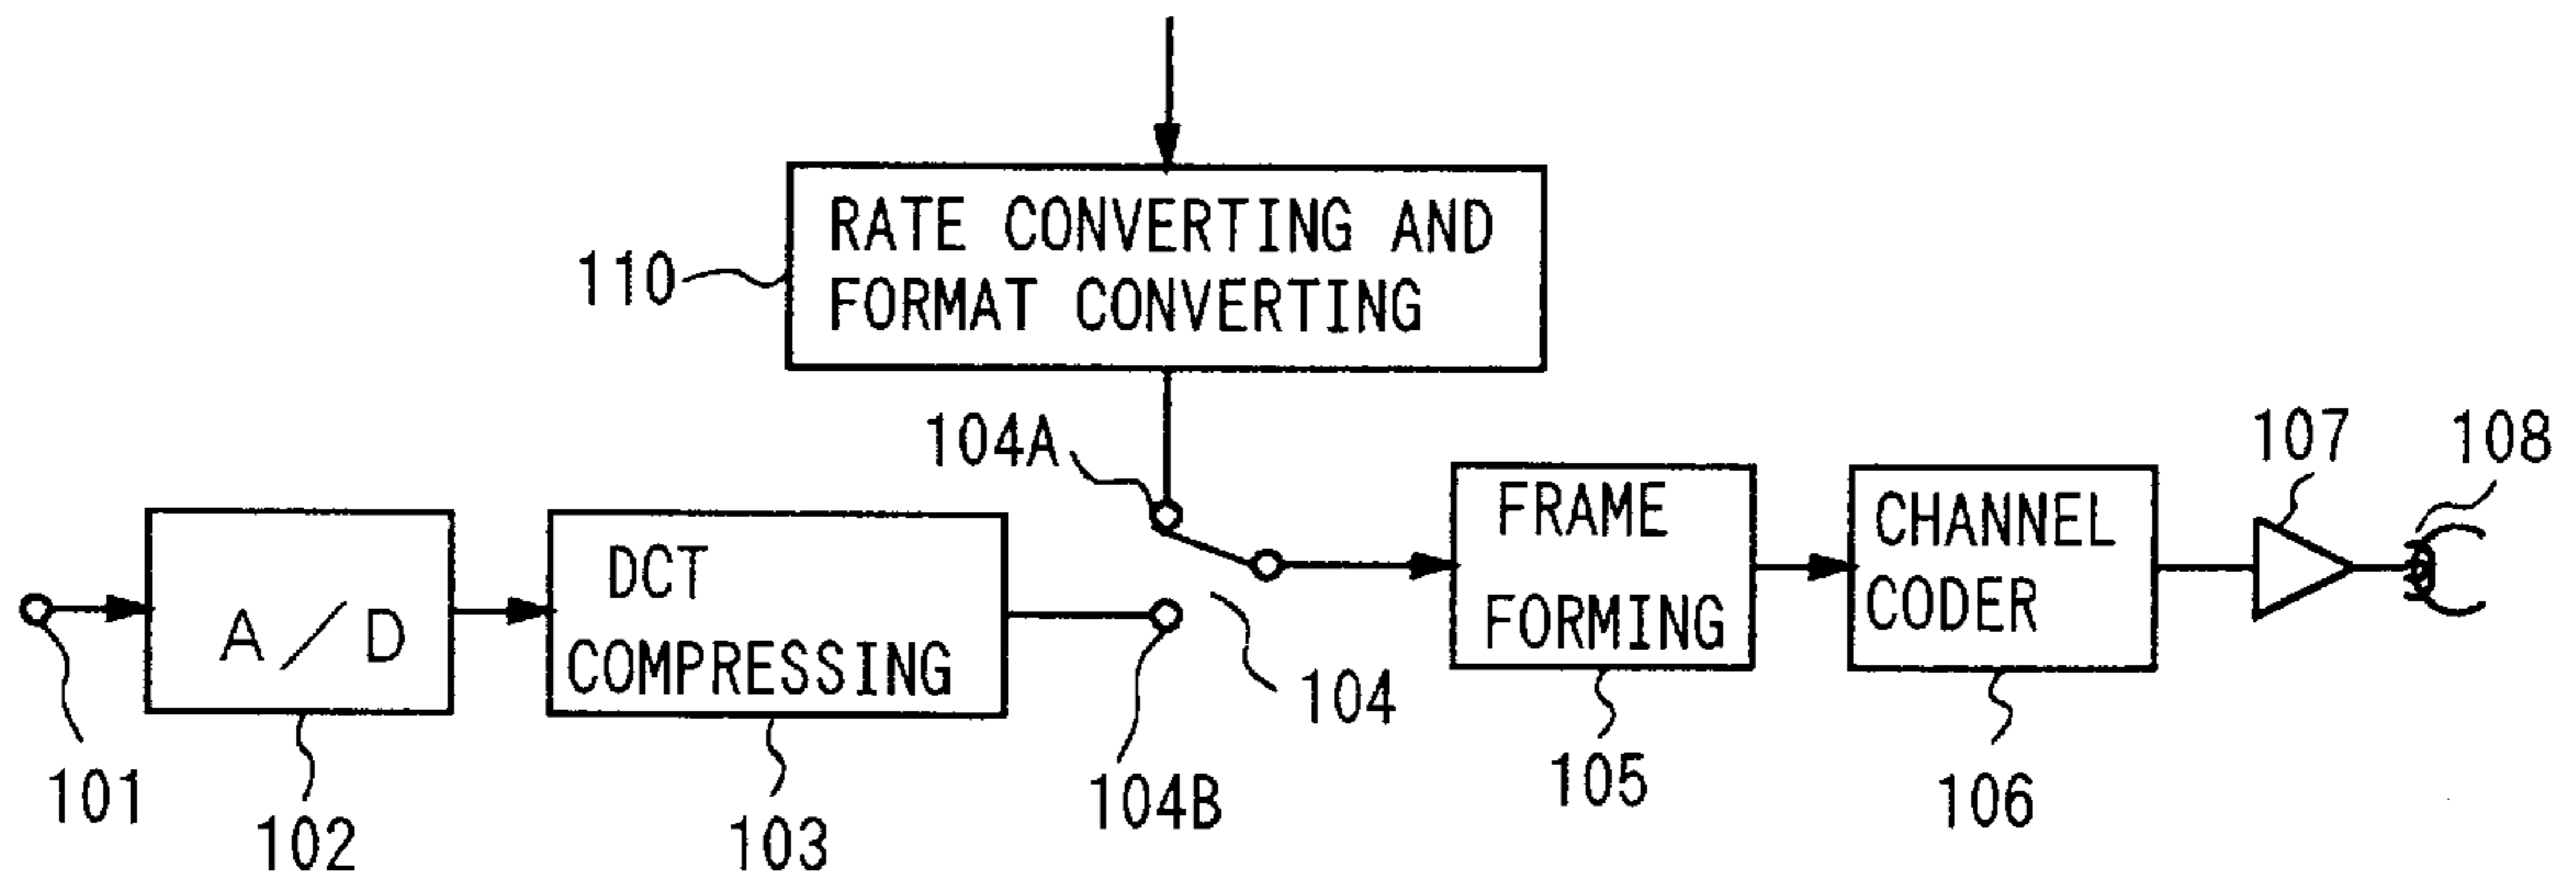 RATE CONVERTING AND
FORMAT CONVERTING
110
104A
107
108
FRAME
FORMING
CHANNEL
CODER
DCT
COMPRESSING
A/D
104
101
102
103
104B
105
106